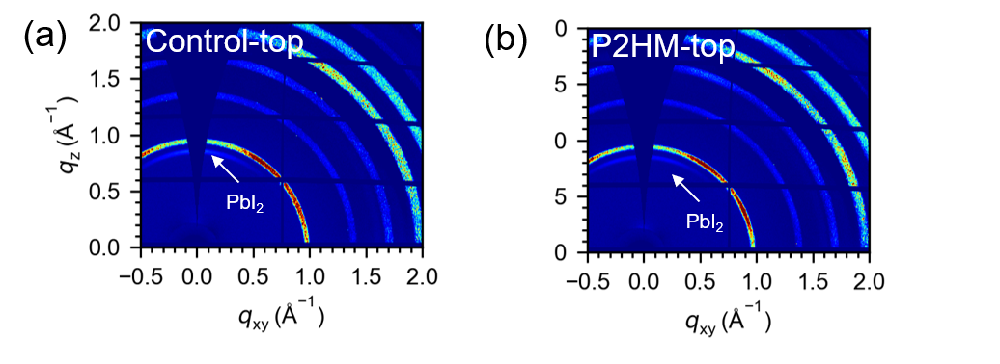 (a)
Control-top
2.0
1.5
1.0
0.5
0.0
qz (Å−1)
PbI2
−0.5 0.0 0.5 1.0 1.5 2.0
qxy (Å−1)
(b)
P2HM-top
0
5
0
5
0
PbI2
−0.5 0.0 0.5 1.0 1.5 2.0
qxy (Å−1)